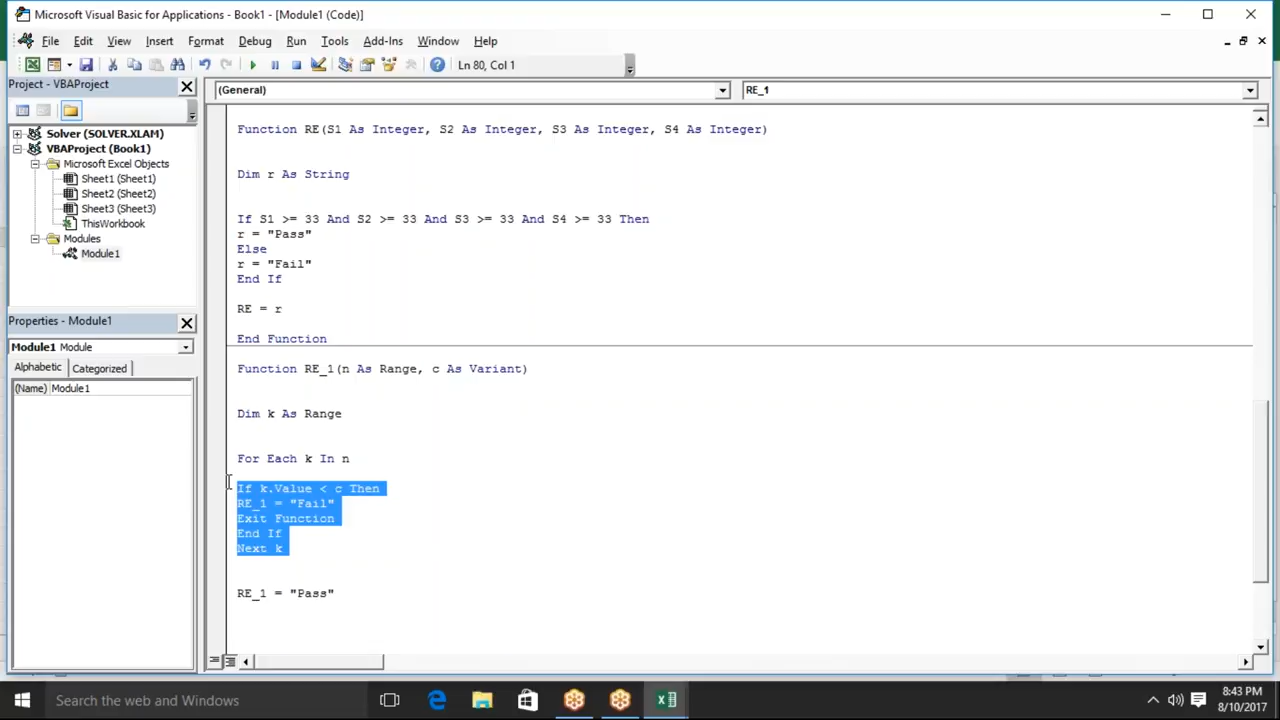 Microsoft Visual Basic for Applications - Book1 - [Module1 (Code)]
File Edit View Insert Format Debug Run Tools Add-Ins Window Help
Ln 80, Col 1
Project - VBAProject
(General)
RE_1
Solver (SOLVER.XLAM)
VBAProject (Book1)
Microsoft Excel Objects
Sheet1 (Sheet1)
Sheet2 (Sheet2)
Sheet3 (Sheet3)
ThisWorkbook
Modules
Module1
Properties - Module1
Module1 Module
Alphabetic Categorized
(Name) Module1
Function RE(S1 As Integer, S2 As Integer, S3 As Integer, S4 As Integer)
Dim r As String
If S1 >= 33 And S2 >= 33 And S3 >= 33 And S4 >= 33 Then
r = "Pass"
Else
r = "Fail"
End If
RE = r
End Function
Function RE_1(n As Range, c As Variant)
Dim k As Range
For Each k In n
If k.Value < c Then
RE_1 = "Fail"
Exit Function
End If
Next k
RE_1 = "Pass"
Search the web and Windows
8:43 PM
8/10/2017